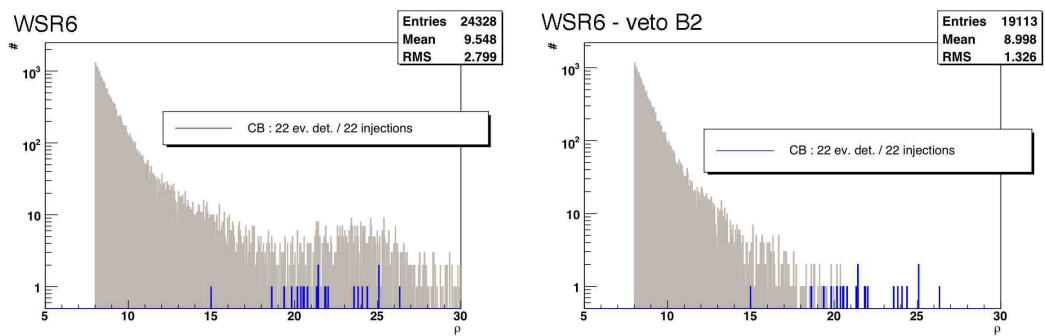 WSR6
Entries 24328
Mean 9.548
RMS 2.799
#
10³
10²
10
1
CB : 22 ev. det. / 22 injections
5 10 15 20 25 30
ρ
WSR6 - veto B2
Entries 19113
Mean 8.998
RMS 1.326
#
10³
10²
10
1
CB : 22 ev. det. / 22 injections
5 10 15 20 25 30
ρ